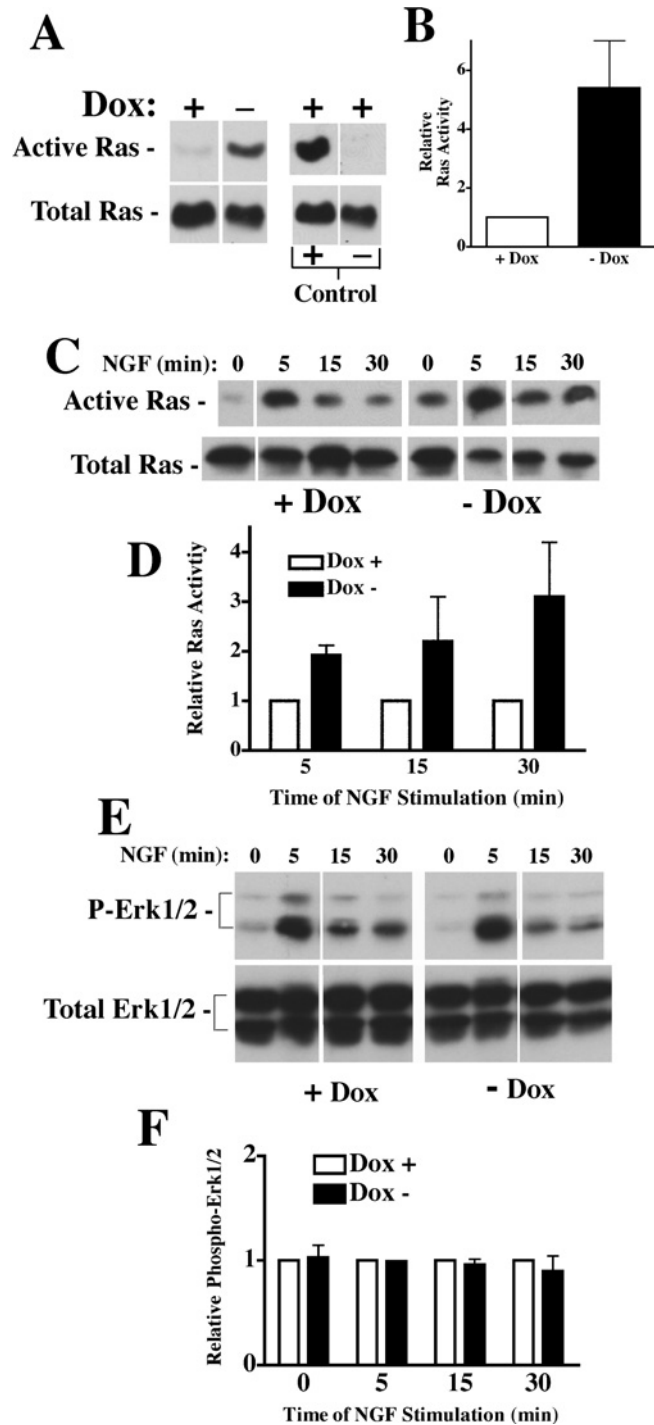 A
Dox: + – + +
Active Ras -
Total Ras -
+ –
Control
B
Relative
Ras Activity
6
4
2
0
+ Dox - Dox
C
NGF (min): 0 5 15 30 0 5 15 30
Active Ras -
Total Ras -
+ Dox - Dox
D
Relative Ras Activtiy
4
3
2
1
0
Dox +
Dox -
5 15 30
Time of NGF Stimulation (min)
E
NGF (min): 0 5 15 30 0 5 15 30
P-Erk1/2 -
Total Erk1/2 -
+ Dox - Dox
F
Relative Phospho-Erk1/2
2
1
0
Dox +
Dox -
0 5 15 30
Time of NGF Stimulation (min)